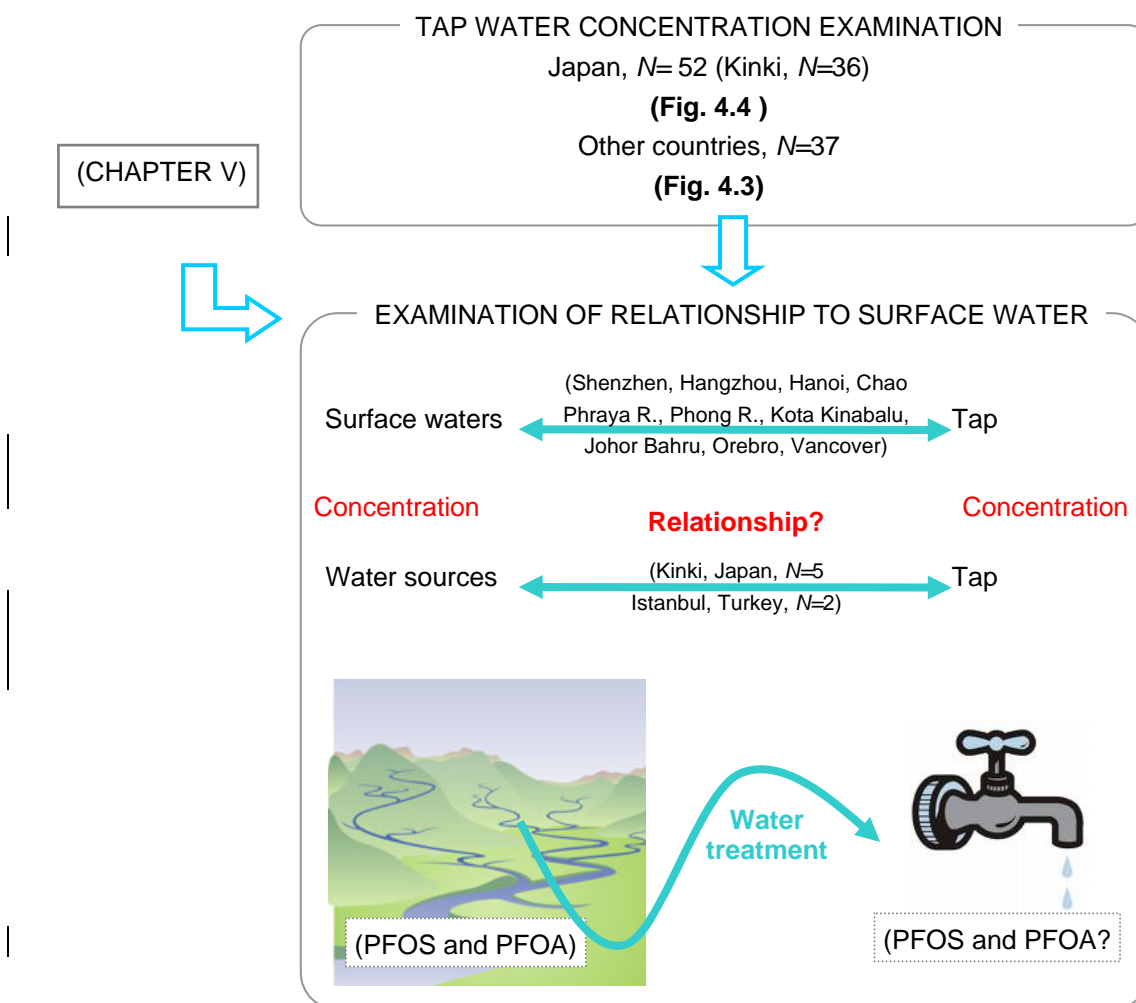 TAP WATER CONCENTRATION EXAMINATION
Japan, N= 52 (Kinki, N=36)
(Fig. 4.4 )
Other countries, N=37
(Fig. 4.3)
(CHAPTER V)
EXAMINATION OF RELATIONSHIP TO SURFACE WATER
(Shenzhen, Hangzhou, Hanoi, Chao
Surface waters Phraya R., Phong R., Kota Kinabalu, Tap
Johor Bahru, Orebro, Vancover)
Concentration Relationship? Concentration
Water sources (Kinki, Japan, N=5 Tap
Istanbul, Turkey, N=2)
Water
treatment
(PFOS and PFOA) (PFOS and PFOA?